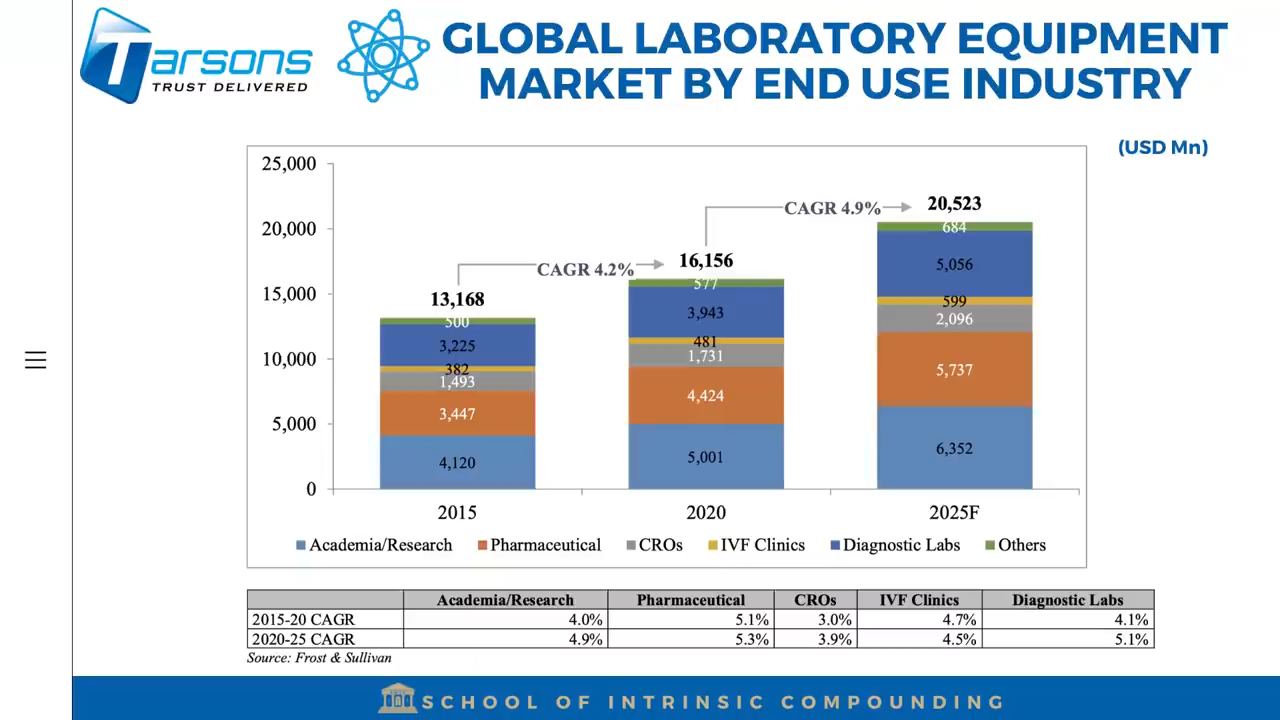 Tarsons
TRUST DELIVERED
GLOBAL LABORATORY EQUIPMENT
MARKET BY END USE INDUSTRY
(USD Mn)
25,000
20,000
15,000
10,000
5,000
0
13,168
500
3,225
382
1,493
3,447
4,120
2015
CAGR 4.2%
16,156
577
3,943
481
1,731
4,424
5,001
2020
CAGR 4.9%
20,523
684
5,056
599
2,096
5,737
6,352
2025F
Academia/Research Pharmaceutical CROs IVF Clinics Diagnostic Labs Others
Academia/Research Pharmaceutical CROs IVF Clinics Diagnostic Labs
2015-20 CAGR 4.0% 5.1% 3.0% 4.7% 4.1%
2020-25 CAGR 4.9% 5.3% 3.9% 4.5% 5.1%
Source: Frost & Sullivan
SCHOOL OF INTRINSIC COMPOUNDING